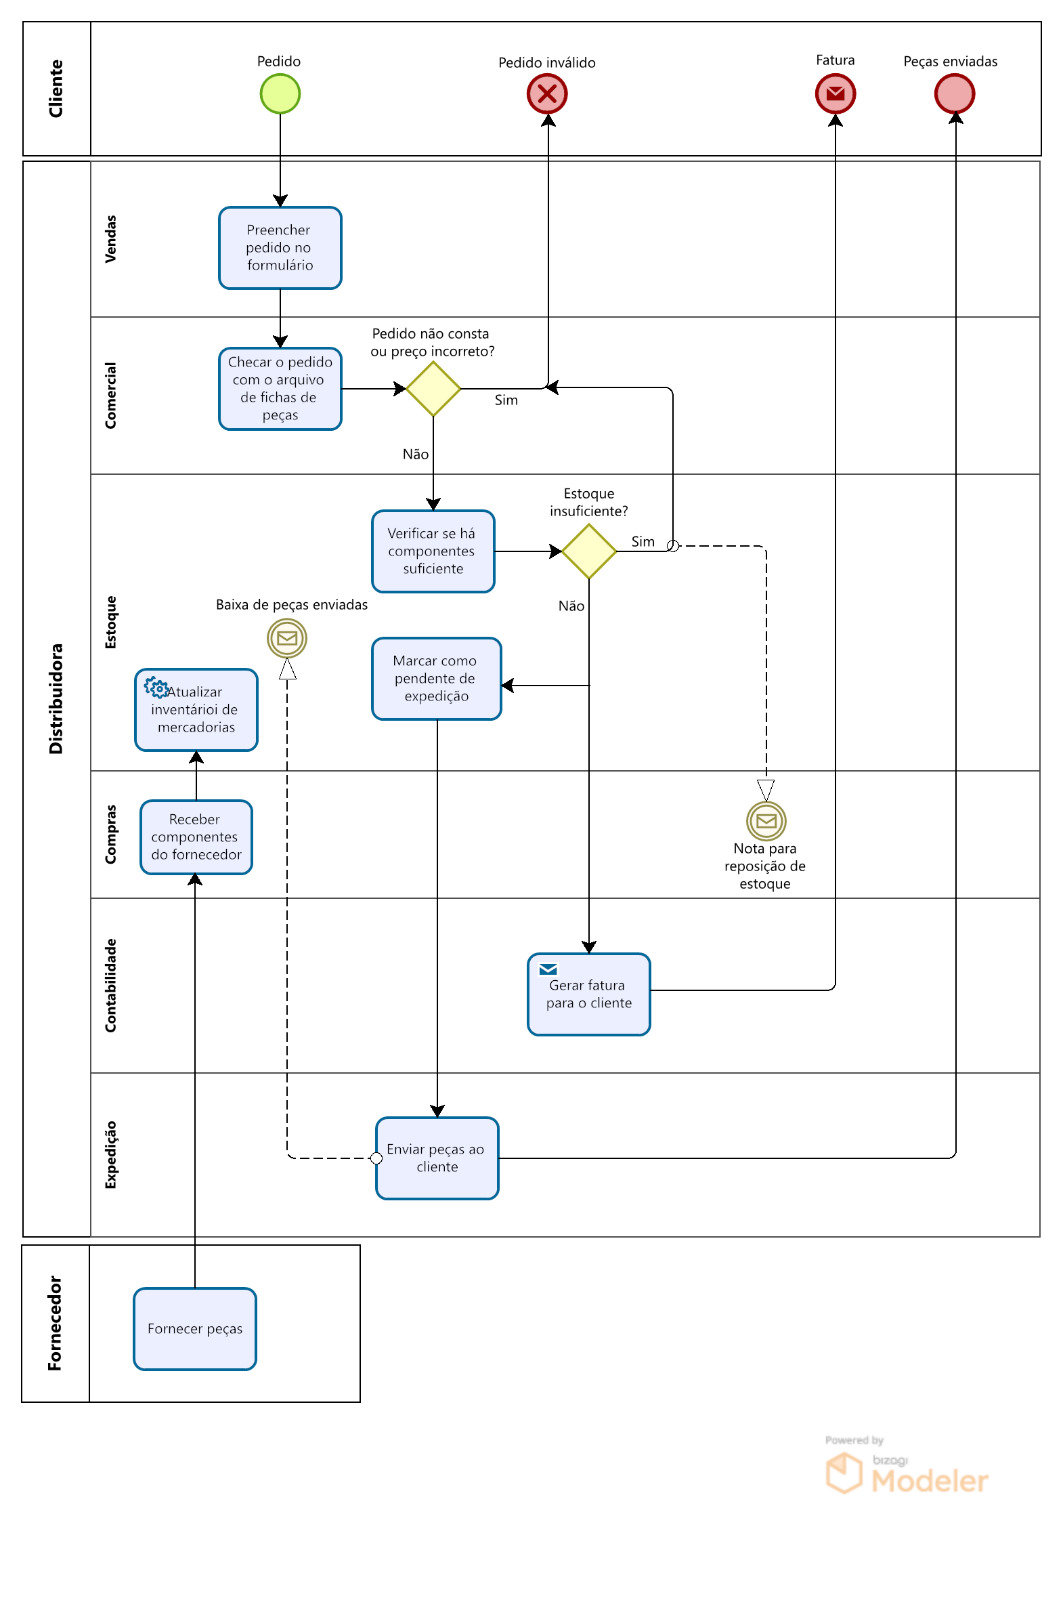 Cliente
Pedido
Pedido inválido
Fatura
Peças enviadas
Distribuidora
Vendas
Preencher
pedido no
formulário
Comercial
Checar o pedido
com o arquivo
de fichas de
peças
Pedido não consta
ou preço incorreto?
Sim
Não
Estoque
Verificar se há
componentes
suficiente
Estoque
insuficiente?
Sim
Não
Baixa de peças enviadas
Marcar como
pendente de
expedição
Atualizar
inventárioi de
mercadorias
Compras
Receber
componentes
do fornecedor
Nota para
reposição de
estoque
Contabilidade
Gerar fatura
para o cliente
Expedição
Enviar peças ao
cliente
Fornecedor
Fornecer peças
Powered by
bizagi
Modeler